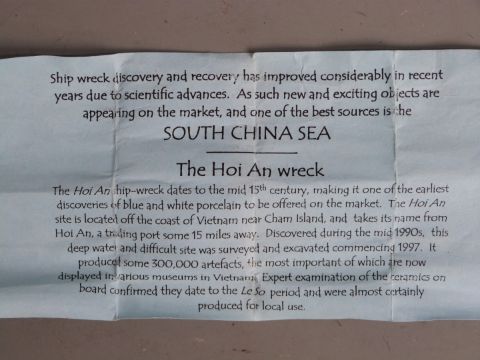 Ship wreck discovery and recovery has improved considerably in recent
years due to scientific advances. As such new and exciting objects are
appearing on the market, and one of the best sources is the
SOUTH CHINA SEA
The Hoi An wreck
The Hoi An ship-wreck dates to the mid 15th century, making it one of the earliest
discoveries of blue and white porcelain to be offered on the market. The Hoi An
site is located off the coast of Vietnam near Cham Island, and takes its name from
Hoi An, a trading port some 15 miles away. Discovered during the mid 1990s, this
deep water and difficult site was surveyed and excavated commencing 1997. It
produced some 300,000 artefacts, the most important of which are now
displayed in various museums in Vietnam. Expert examination of the ceramics on
board confirmed they date to the Le So period and were almost certainly
produced for local use.